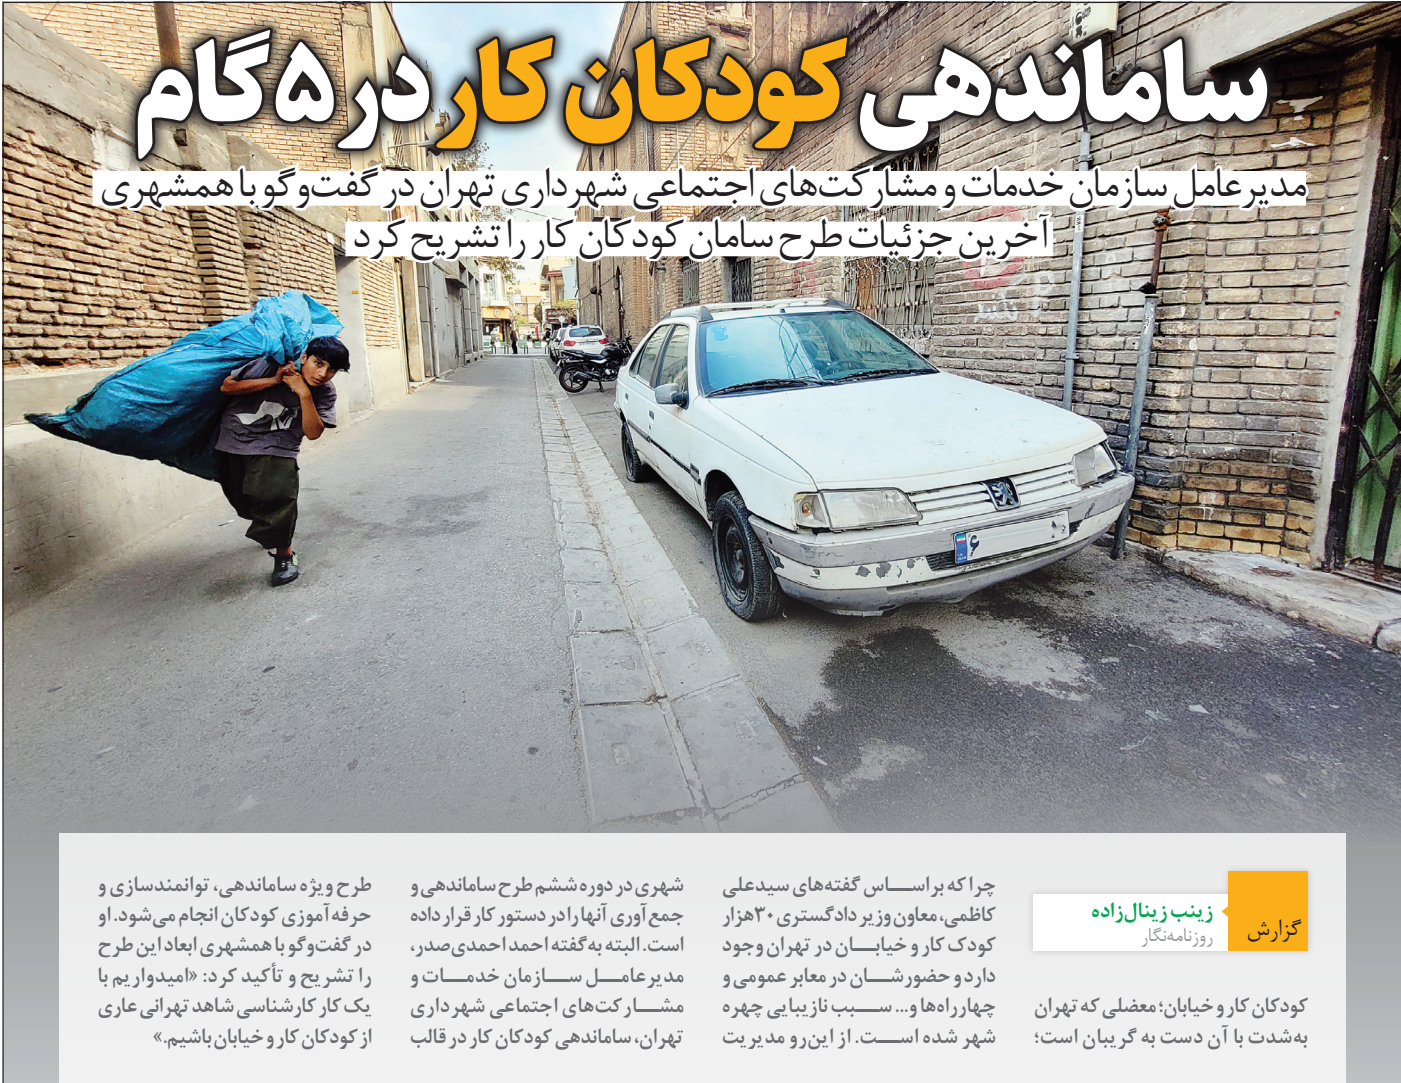 ساماندهی کودکان کار در ۵ گام
مدیرعامل سازمان خدمات و مشارکت‌های اجتماعی شهرداری تهران در گفت‌وگو با همشهری
آخرین جزئیات طرح سامان کودکان کار را تشریح کرد
گزارش
زینب زینال‌زاده
روزنامه‌نگار
کودکان کار و خیابان؛ معضلی که تهران
به‌شدت با آن دست به گریبان است؛
چرا که براساس گفته‌های سیدعلی
کاظمی، معاون وزیر دادگستری ۳۰هزار
کودک کار و خیابان در تهران وجود
دارد و حضورشان در معابر عمومی و
چهارراه‌ها و... سبب نازیبایی چهره
شهر شده است. از این‌رو مدیریت
شهری در دوره ششم طرح ساماندهی و
جمع‌آوری آنها را در دستور کار قرار داده
است. البته به‌گفته احمد احمدی‌صدر،
مدیرعامل سازمان خدمات و
مشارکت‌های اجتماعی شهرداری
تهران، ساماندهی کودکان کار در قالب
طرح ویژه ساماندهی، توانمندسازی و
حرفه‌آموزی کودکان انجام می‌شود. او
در گفت‌وگو با همشهری ابعاد این طرح
را تشریح و تأکید کرد: «امیدواریم با
یک کار کارشناسی شاهد تهرانی عاری
از کودکان کار و خیابان باشیم.»